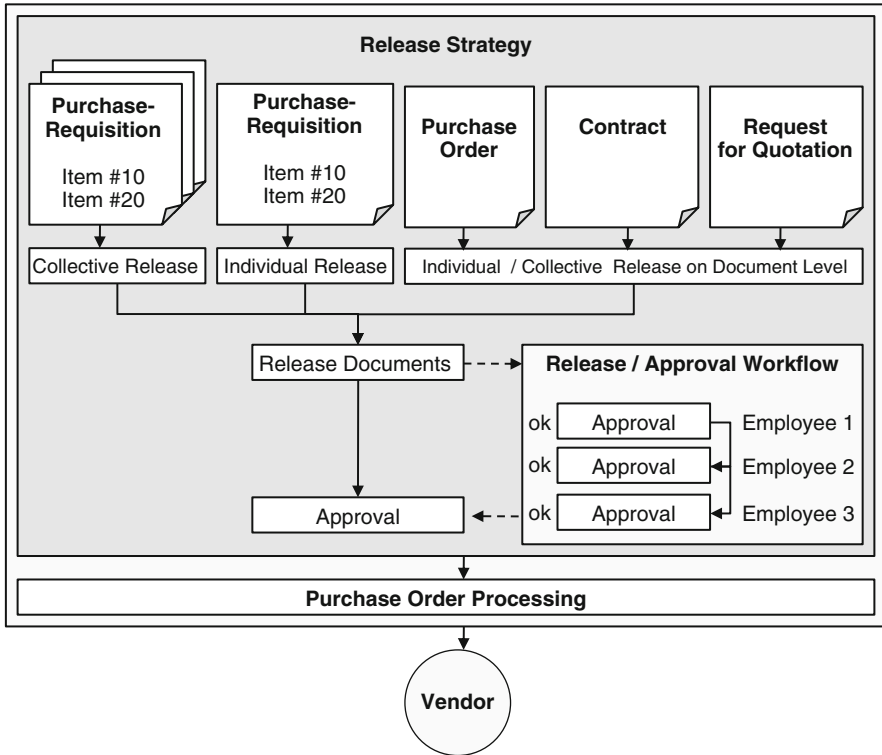 Release Strategy
Purchase-
Requisition
Item #10
Item #20
Purchase-
Requisition
Item #10
Item #20
Purchase
Order
Contract
Request
for Quotation
Collective Release
Individual Release
Individual / Collective Release on Document Level
Release Documents
Release / Approval Workflow
ok Approval Employee 1
ok Approval Employee 2
ok Approval Employee 3
Approval
Purchase Order Processing
Vendor